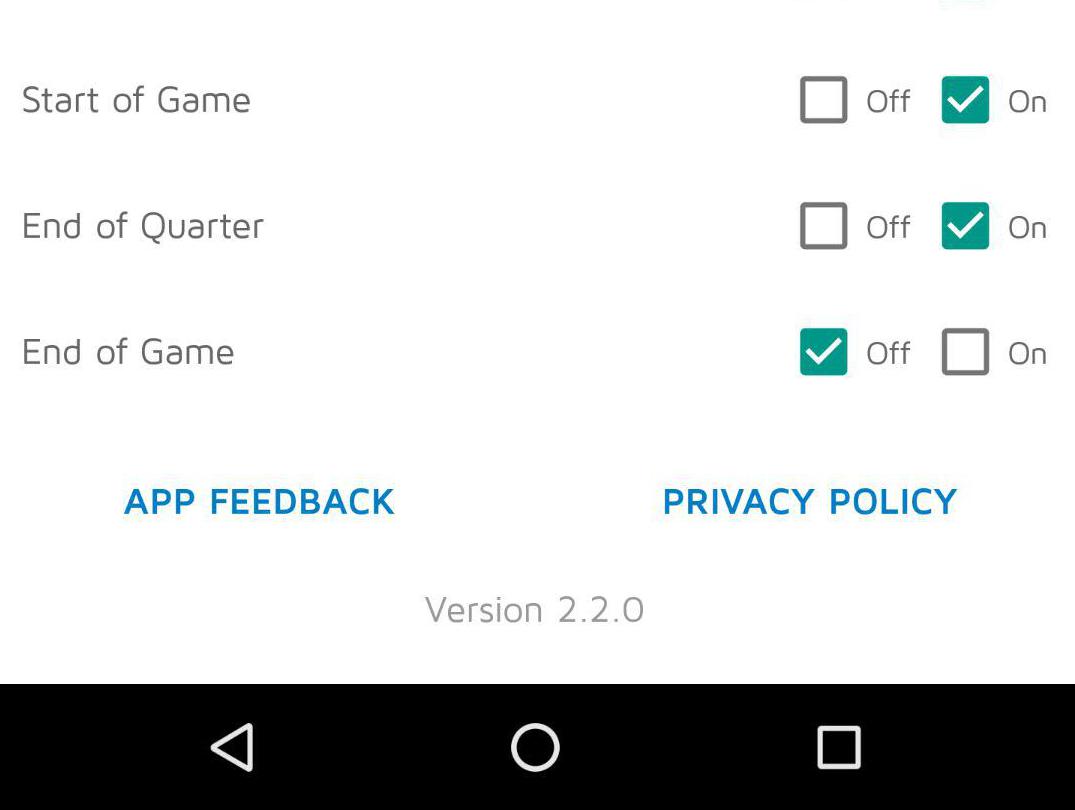 Start of Game Off On
End of Quarter Off On
End of Game Off On
APP FEEDBACK PRIVACY POLICY
Version 2.2.0